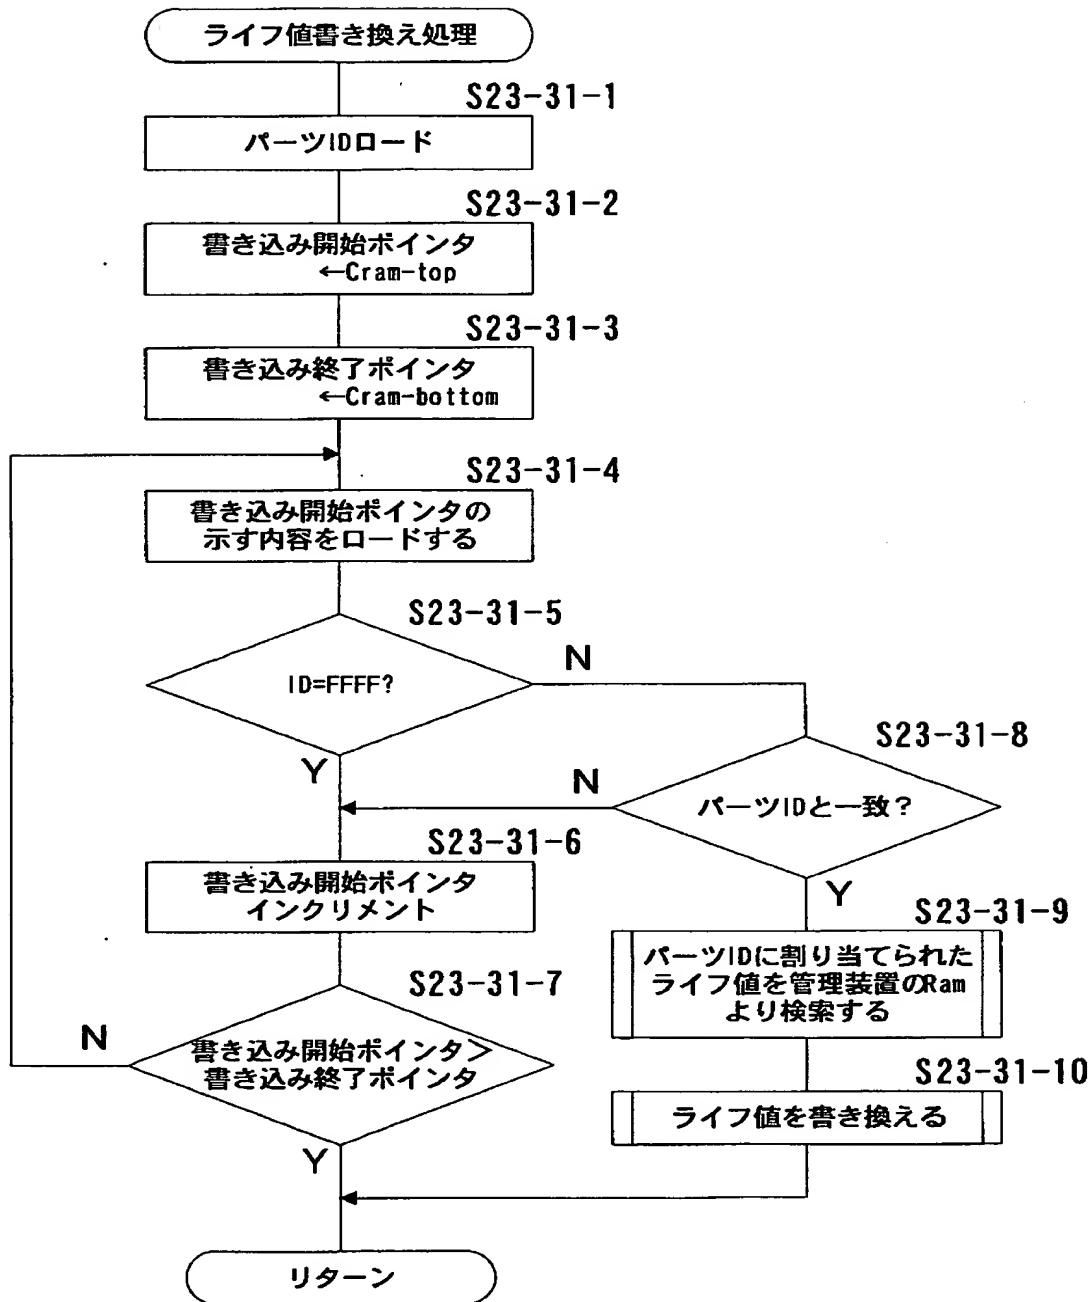 ライフ値書き換え処理
S23-31-1
パーツIDロード
S23-31-2
書き込み開始ポインタ
←Cram-top
S23-31-3
書き込み終了ポインタ
←Cram-bottom
S23-31-4
書き込み開始ポインタの
示す内容をロードする
S23-31-5
ID=FFFF?
N
Y
S23-31-8
パーツIDと一致?
N
Y
S23-31-6
書き込み開始ポインタ
インクリメント
S23-31-9
パーツIDに割り当てられた
ライフ値を管理装置のRam
より検索する
S23-31-7
書き込み開始ポインタ>
書き込み終了ポインタ
N
Y
S23-31-10
ライフ値を書き換える
リターン